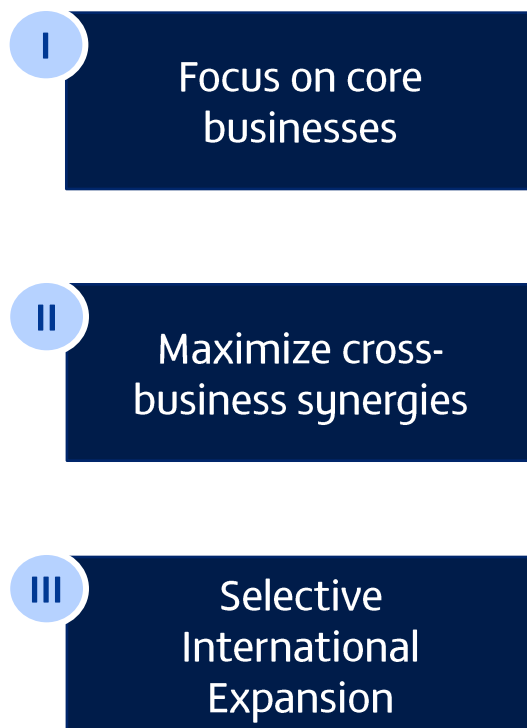 I
Focus on core
businesses
II
Maximize cross-
business synergies
III
Selective
International
Expansion